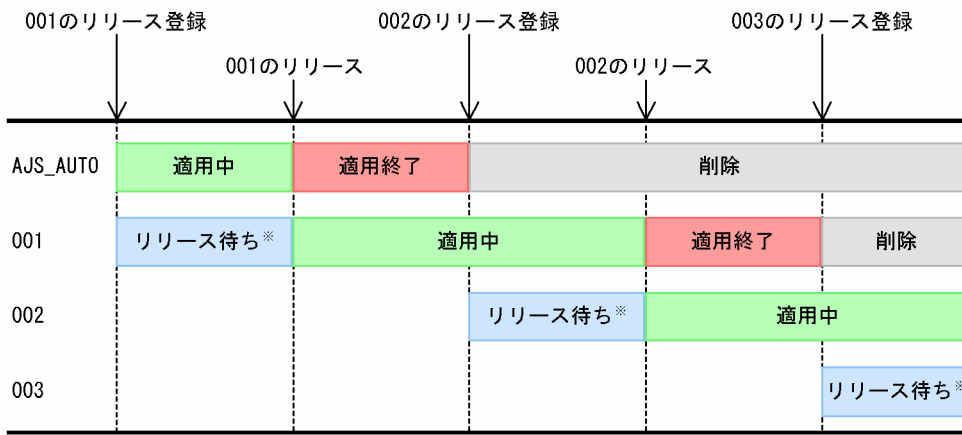 001のリリース登録 002のリリース登録 003のリリース登録
001のリリース 002のリリース
AJS_AUTO 適用中 適用終了 削除
001 リリース待ち※ 適用中 適用終了 削除
002 リリース待ち※ 適用中
003 リリース待ち※